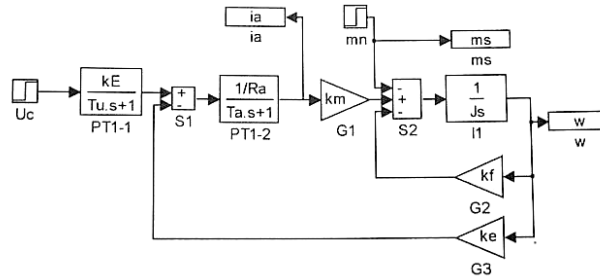 ia
ia
mn
ms
ms
Uc
kE
Tu.s+1
PT1-1
+
-
S1
1/Ra
Ta.s+1
PT1-2
km
G1
-
+
-
S2
1
Js
I1
w
w
kf
G2
ke
G3